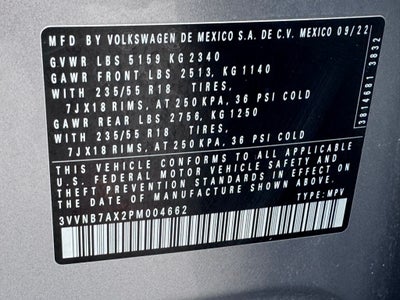 MFD BY VOLKSWAGEN DE MEXICO S.A. DE C.V. MEXICO 09/22
GVWR LBS 5159 KG 2340
GAWR FRONT LBS 2513, KG 1140
WITH 235/55 R18 TIRES,
7JX18 RIMS, AT 250 KPA, 36 PSI COLD
GAWR REAR LBS 2756, KG 1250
WITH 235/55 R18 TIRES,
7JX18 RIMS, AT 250 KPA, 36 PSI COLD
THIS VEHICLE CONFORMS TO ALL APPLICABLE
U.S. FEDERAL MOTOR VEHICLE SAFETY AND
THEFT PREVENTION STANDARDS IN EFFECT ON
THE DATE OF MANUFACTURE SHOWN ABOVE
3VVNB7AX2PM004662 TYPE: MPV
3814681 3832